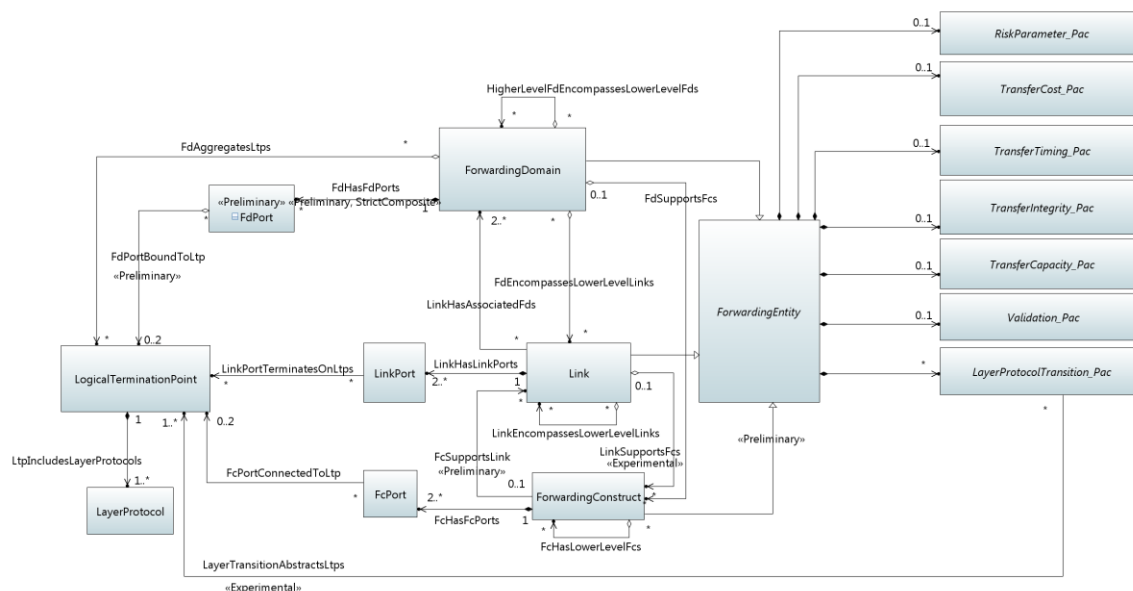 0..1
RiskParameter_Pac
0..1
TransferCost_Pac
HigherLevelFdEncompassesLowerLevelFds
* *
FdAggregatesLtps
*
ForwardingDomain
0..1
TransferTiming_Pac
«Preliminary»
FdPort
*
FdHasFdPorts
«Preliminary, StrictComposite»
*
1
0..1
FdSupportsFcs
0..1
TransferIntegrity_Pac
2..*
*
FdPortBoundToLtp
«Preliminary»
FdEncompassesLowerLevelLinks
LinkHasAssociatedFds
0..1
TransferCapacity_Pac
ForwardingEntity
0..1
Validation_Pac
*
0..2
*
*
LogicalTerminationPoint
LinkPortTerminatesOnLtps
*
*
LinkPort
LinkHasLinkPorts
2..*
1
*
Link
0..1
*
LayerProtocolTransition_Pac
*
1
1..*
0..2
* *
LinkEncompassesLowerLevelLinks
«Preliminary»
LtpIncludesLayerProtocols
FcPortConnectedToLtp
FcSupportsLink
«Preliminary»
LinkSupportsFcs
«Experimental»
1..*
LayerProtocol
*
FcPort
2..*
FcHasFcPorts
0..1
1
ForwardingConstruct
* *
* *
FcHasLowerLevelFcs
LayerTransitionAbstractsLtps
«Experimental»